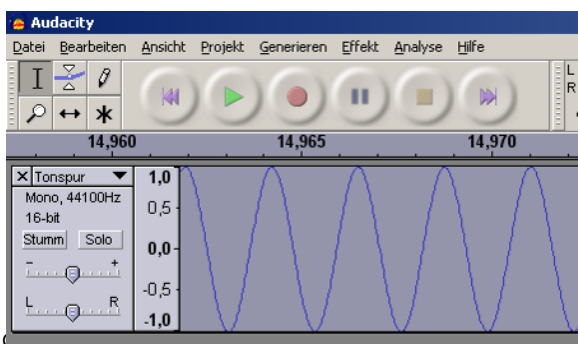 Audacity
Datei Bearbeiten Ansicht Projekt Generieren Effekt Analyse Hilfe
L
R
14,960 14,965 14,970
Tonspur
Mono, 44100Hz
16-bit
Stumm Solo
- +
L R
1,0
0,5
0,0
-0,5
-1,0